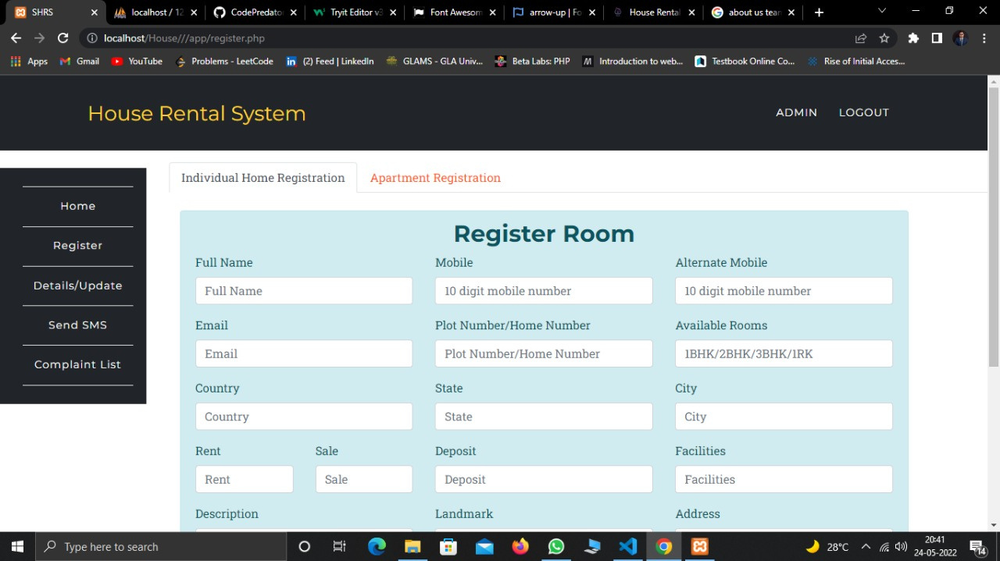 SHRS
localhost / 12
CodePredato
Tryit Editor v3
Font Awesom
arrow-up | Fo
House Rental
about us tear
localhost/House///app/register.php
Apps
Gmail
YouTube
Problems - LeetCode
(2) Feed | LinkedIn
GLAMS - GLA Univ...
Beta Labs: PHP
Introduction to web...
Testbook Online Co...
Rise of Initial Acces...
House Rental System
ADMIN
LOGOUT
Individual Home Registration
Apartment Registration
Home
Register
Details/Update
Send SMS
Complaint List
Register Room
Full Name
Mobile
Alternate Mobile
Full Name
10 digit mobile number
10 digit mobile number
Email
Plot Number/Home Number
Available Rooms
Email
Plot Number/Home Number
1BHK/2BHK/3BHK/1RK
Country
State
City
Country
State
City
Rent
Sale
Deposit
Facilities
Rent
Sale
Deposit
Facilities
Description
Landmark
Address
Type here to search
28°C
20:41
24-05-2022
14